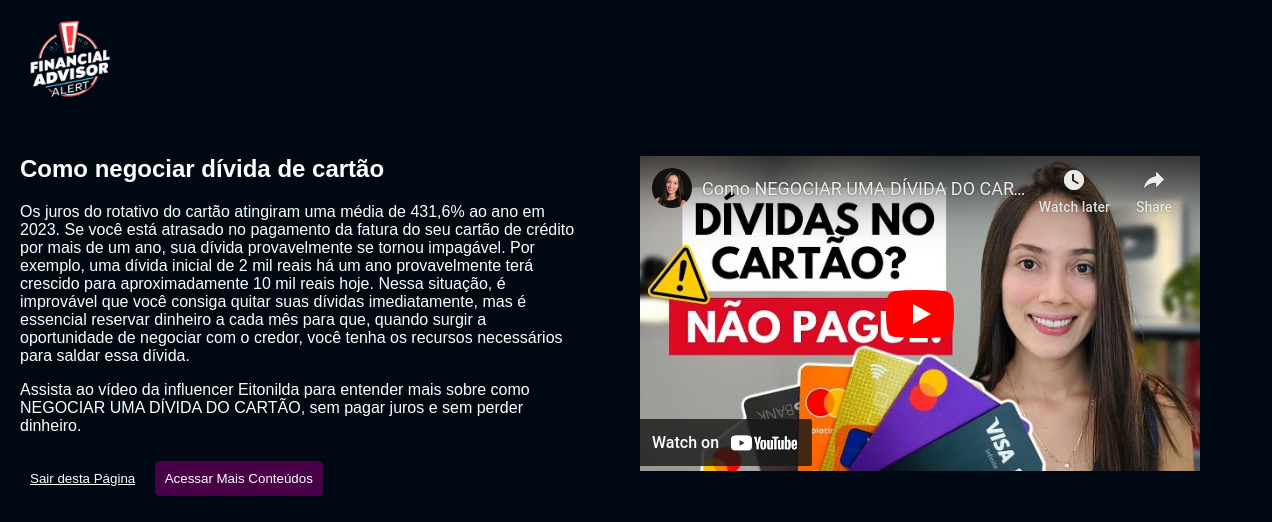 FINANCIAL
ADVISOR
ALERT
Como negociar dívida de cartão
Os juros do rotativo do cartão atingiram uma média de 431,6% ao ano em
2023. Se você está atrasado no pagamento da fatura do seu cartão de crédito
por mais de um ano, sua dívida provavelmente se tornou impagável. Por
exemplo, uma dívida inicial de 2 mil reais há um ano provavelmente terá
crescido para aproximadamente 10 mil reais hoje. Nessa situação, é
improvável que você consiga quitar suas dívidas imediatamente, mas é
essencial reservar dinheiro a cada mês para que, quando surgir a
oportunidade de negociar com o credor, você tenha os recursos necessários
para saldar essa dívida.
Assista ao vídeo da influencer Eitonilda para entender mais sobre como
NEGOCIAR UMA DÍVIDA DO CARTÃO, sem pagar juros e sem perder
dinheiro.
Sair desta Página
Acessar Mais Conteúdos
Como NEGOCIAR UMA DÍVIDA DO CAR...
Watch later
Share
DÍVIDAS NO
CARTÃO?
NÃO PAGUE!
BANK
platin
VISA
Infinite
Watch on YouTube